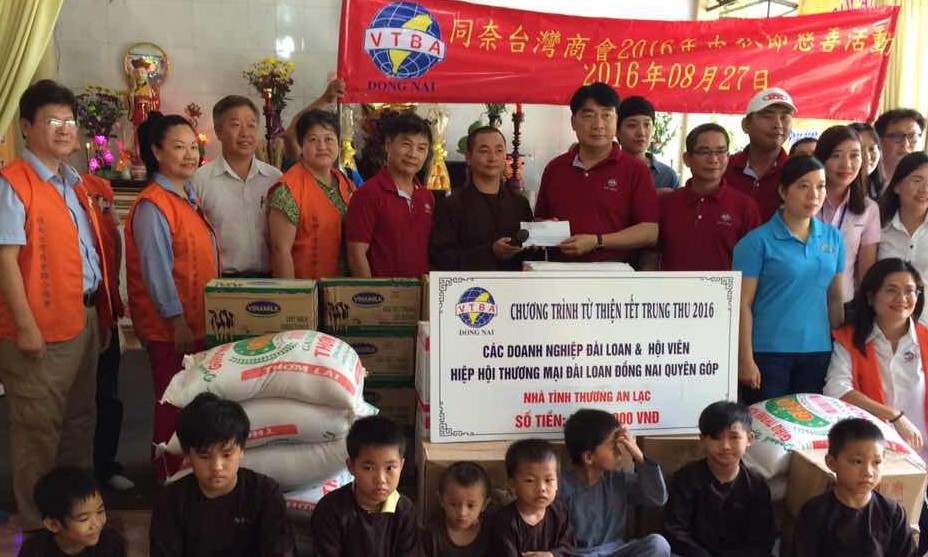 VTBA
DONG NAI
同奈台灣商會2016年中秋節慈善活動
2016年08月27日
VINAMILK
VINAMILK
THƠM LÀI
VTBA
DONG NAI
CHƯƠNG TRÌNH TỪ THIỆN TẾT TRUNG THU 2016
CÁC DOANH NGHIỆP ĐÀI LOAN & HỘI VIÊN
HIỆP HỘI THƯƠNG MẠI ĐÀI LOAN ĐỒNG NAI QUYÊN GÓP
NHÀ TÌNH THƯƠNG AN LẠC
SỐ TIỀN: 000 VNĐ